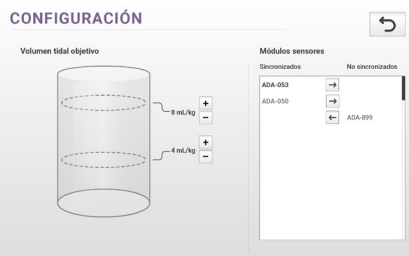 CONFIGURACIÓN
Volumen tidal objetivo
8 mL/kg
+
−
4 mL/kg
+
−
Módulos sensores
Sincronizados No sincronizados
ADA-053 →
ADA-050 →
← ADA-899